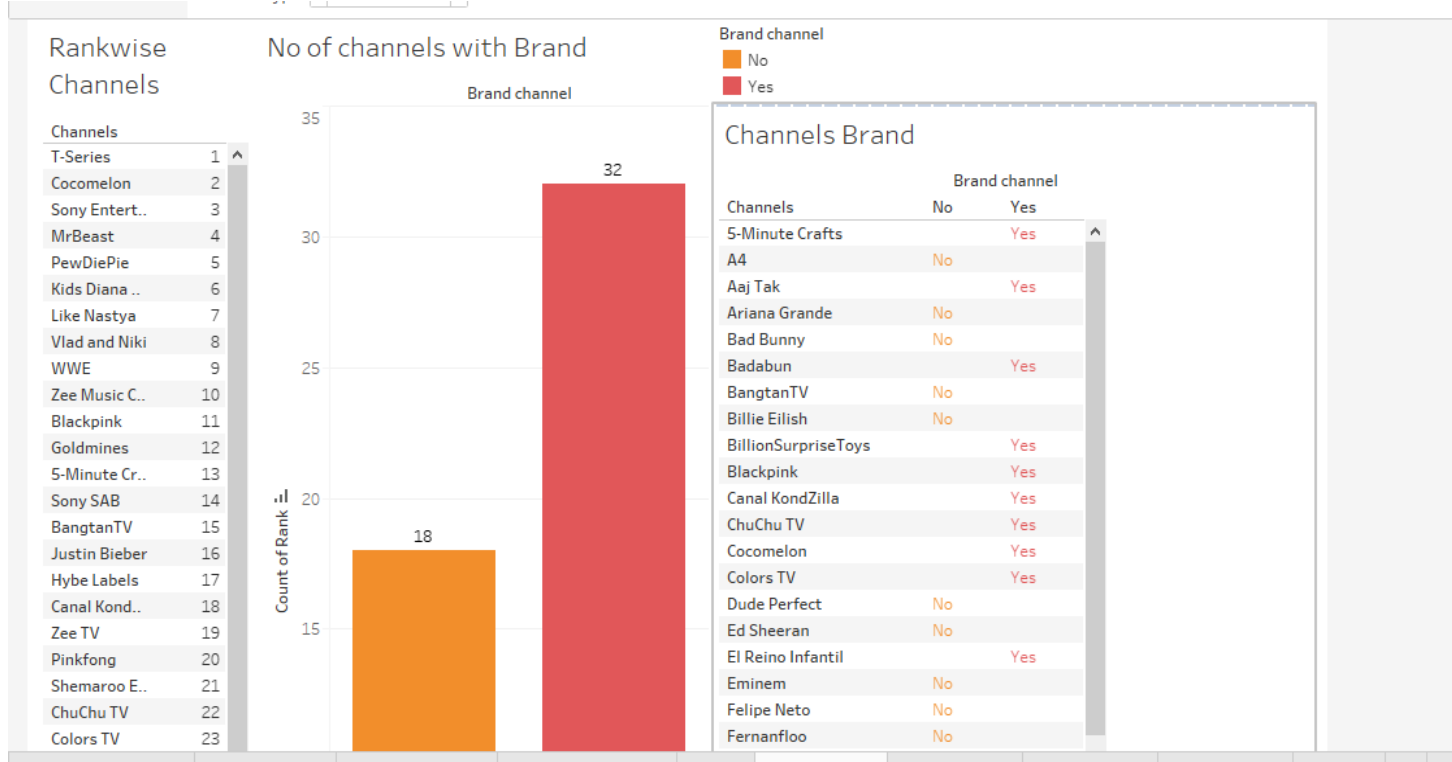 Rankwise
Channels
Channels
T-Series 1
Cocomelon 2
Sony Entert.. 3
MrBeast 4
PewDiePie 5
Kids Diana .. 6
Like Nastya 7
Vlad and Niki 8
WWE 9
Zee Music C.. 10
Blackpink 11
Goldmines 12
5-Minute Cr.. 13
Sony SAB 14
BangtanTV 15
Justin Bieber 16
Hybe Labels 17
Canal Kond.. 18
Zee TV 19
Pinkfong 20
Shemaroo E.. 21
ChuChu TV 22
Colors TV 23
No of channels with Brand
Brand channel
35
30
25
20
15
Count of Rank
18
32
Brand channel
No
Yes
Channels Brand
Brand channel
Channels No Yes
5-Minute Crafts Yes
A4 No
Aaj Tak Yes
Ariana Grande No
Bad Bunny No
Badabun Yes
BangtanTV No
Billie Eilish No
BillionSurpriseToys Yes
Blackpink Yes
Canal KondZilla Yes
ChuChu TV Yes
Cocomelon Yes
Colors TV Yes
Dude Perfect No
Ed Sheeran No
El Reino Infantil Yes
Eminem No
Felipe Neto No
Fernanfloo No